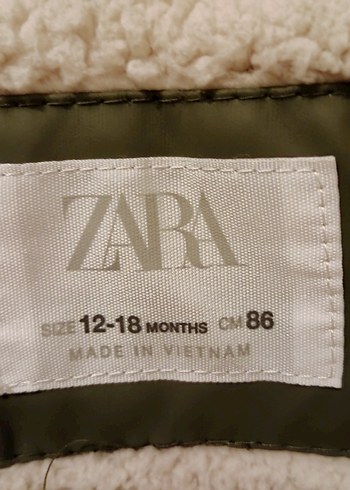 ZARA
SIZE 12-18 MONTHS CM 86
MADE IN VIETNAM